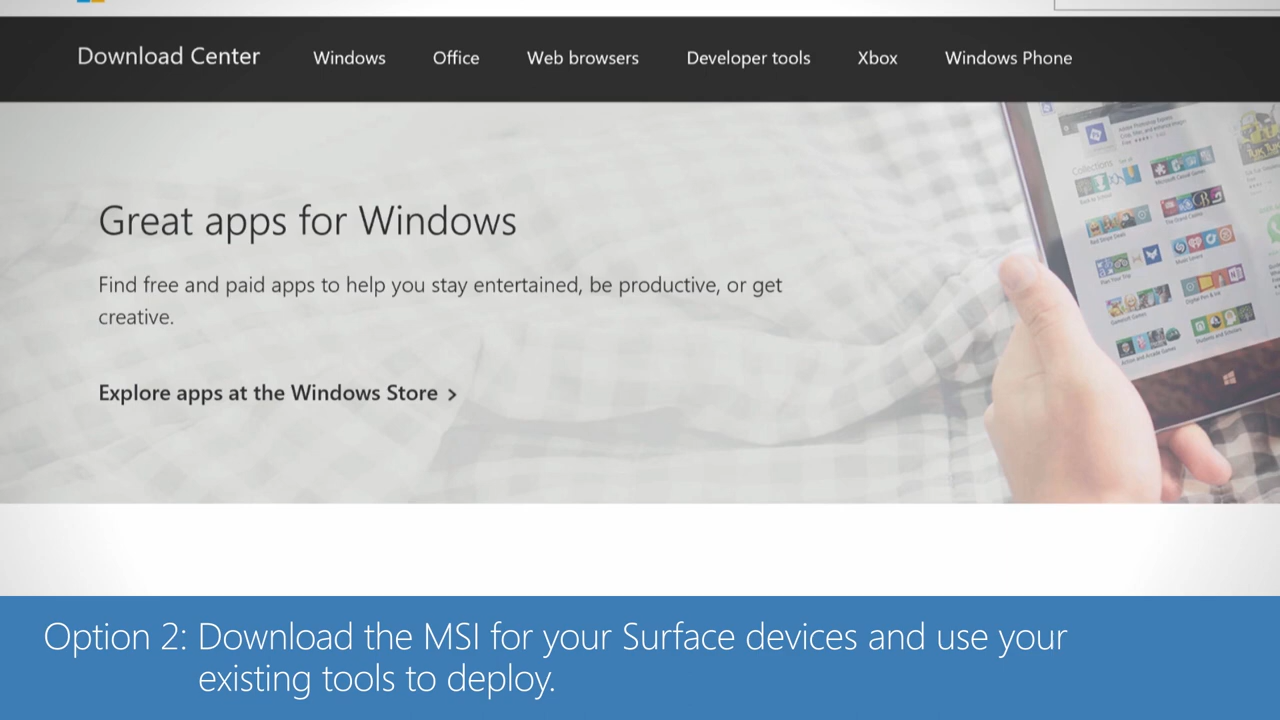 Download Center Windows Office Web browsers Developer tools Xbox Windows Phone
Great apps for Windows
Find free and paid apps to help you stay entertained, be productive, or get
creative.
Explore apps at the Windows Store >
Collections
Option 2: Download the MSI for your Surface devices and use your
existing tools to deploy.